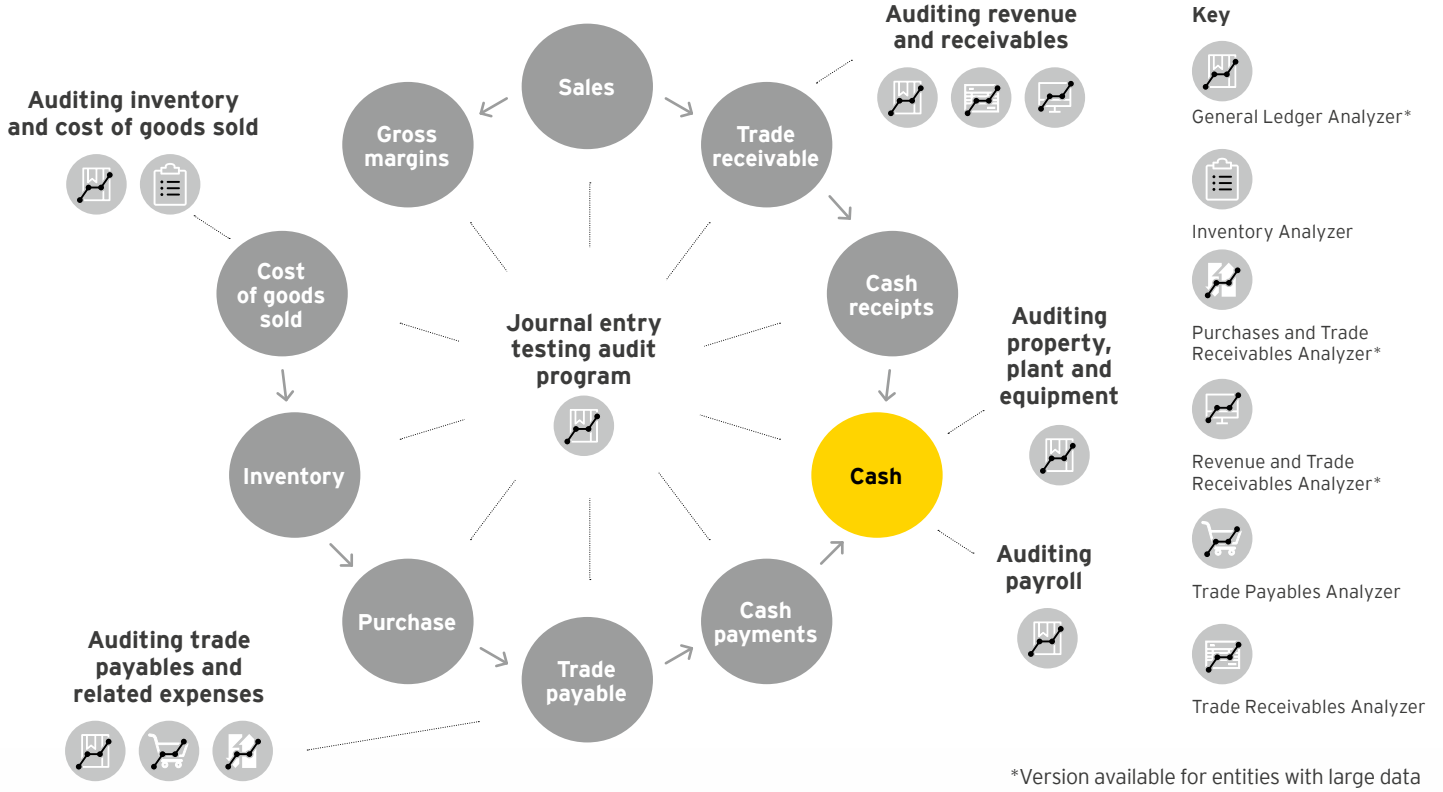 Auditing revenue
and receivables
Auditing inventory
and cost of goods sold
Sales
Gross
margins
Trade
receivable
Cost
of goods
sold
Cash
receipts
Journal entry
testing audit
program
Auditing
property,
plant and
equipment
Inventory
Cash
Auditing
payroll
Purchase
Cash
payments
Trade
payable
Auditing trade
payables and
related expenses
Key
General Ledger Analyzer*
Inventory Analyzer
Purchases and Trade
Receivables Analyzer*
Revenue and Trade
Receivables Analyzer*
Trade Payables Analyzer
Trade Receivables Analyzer
*Version available for entities with large data